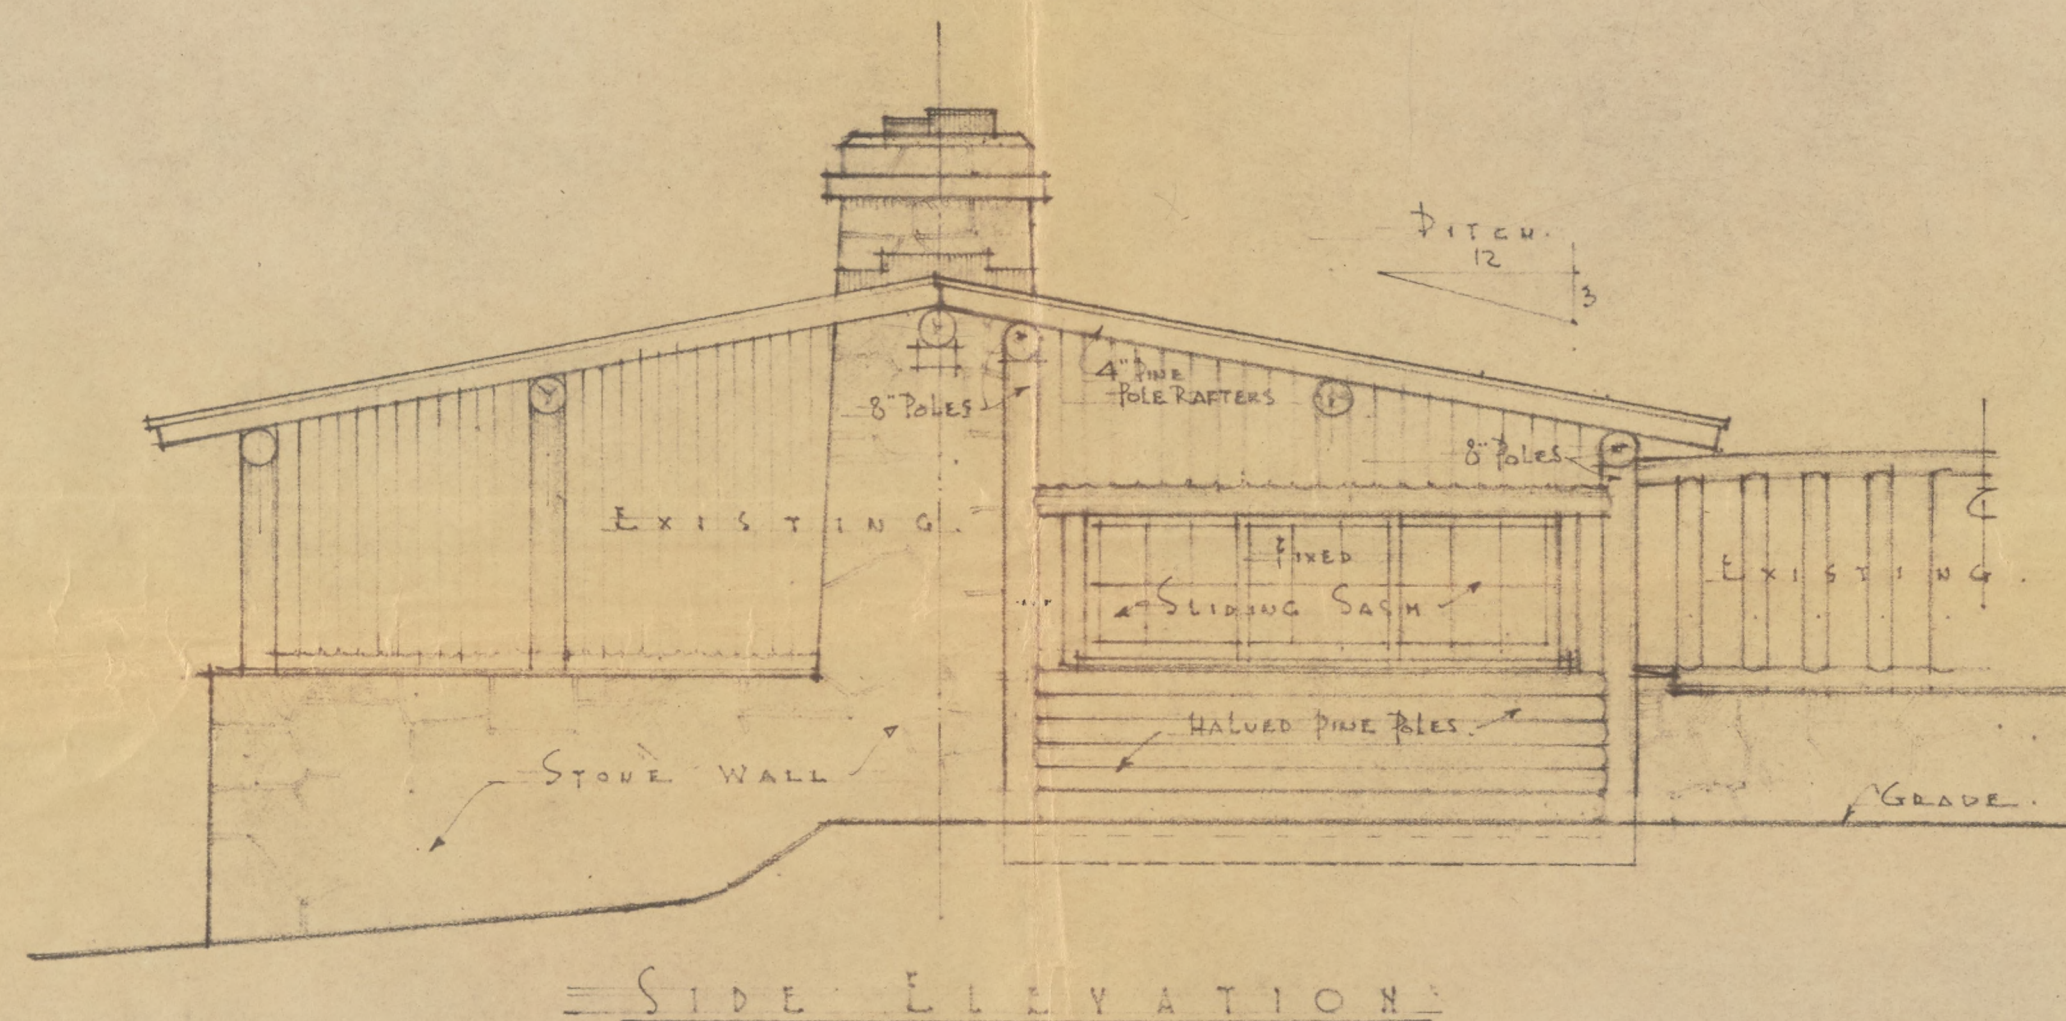 PITCH.
12
3
4" PINE
POLE RAFTERS
8" POLES
8" POLES
EXISTING.
FIXED
SLIDING SASH
EXISTING.
HALVED PINE POLES.
STONE WALL
GRADE.
SIDE ELEVATION